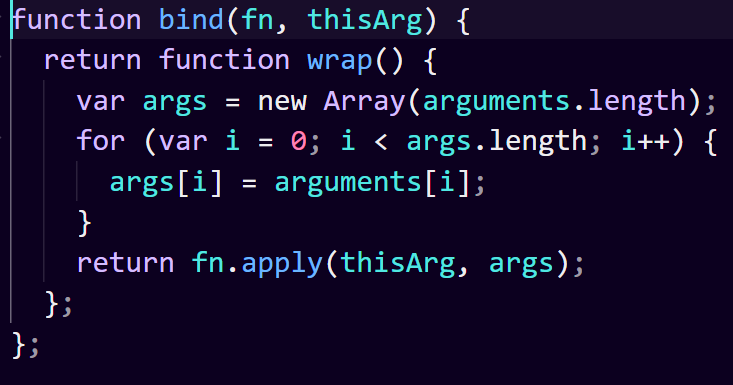 function bind(fn, thisArg) {
  return function wrap() {
    var args = new Array(arguments.length);
    for (var i = 0; i < args.length; i++) {
      args[i] = arguments[i];
    }
    return fn.apply(thisArg, args);
  };
};